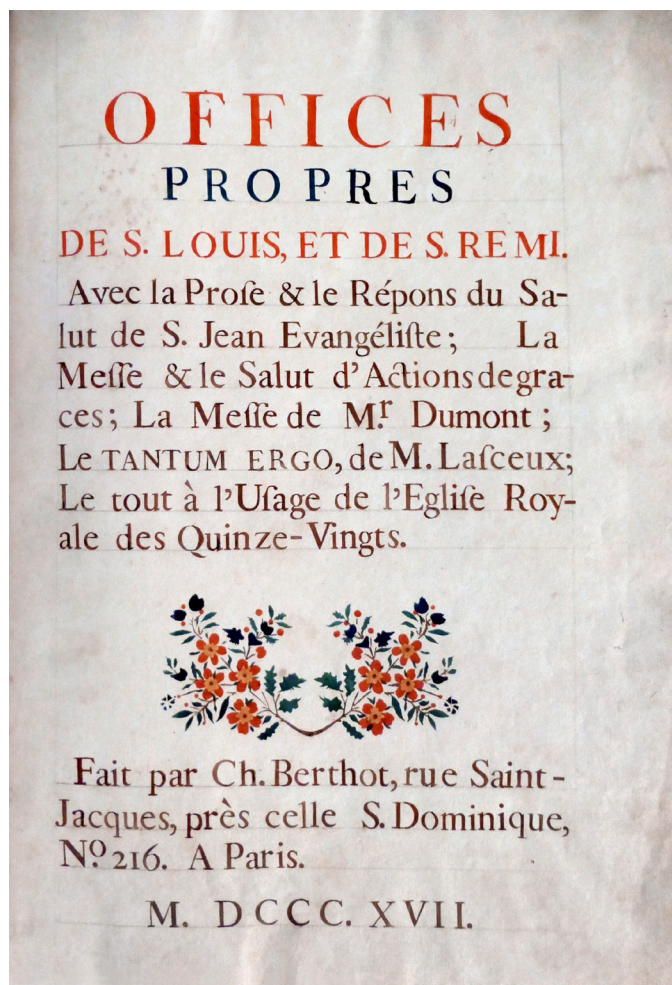 OFFICES
PROPRES
DE S. LOUIS, ET DE S. REMI.
Avec la Proſe & le Répons du Sa-
lut de S. Jean Evangéliſte; La
Meſſe & le Salut d'Actions de gra-
ces; La Meſſe de M.r Dumont;
Le TANTUM ERGO, de M. Laſceux;
Le tout à l'Uſage de l'Egliſe Roy-
ale des Quinze-Vingts.
Fait par Ch. Berthot, rue Saint-
Jacques, près celle S. Dominique,
N.o 216. A Paris.
M. DCCC. XVII.